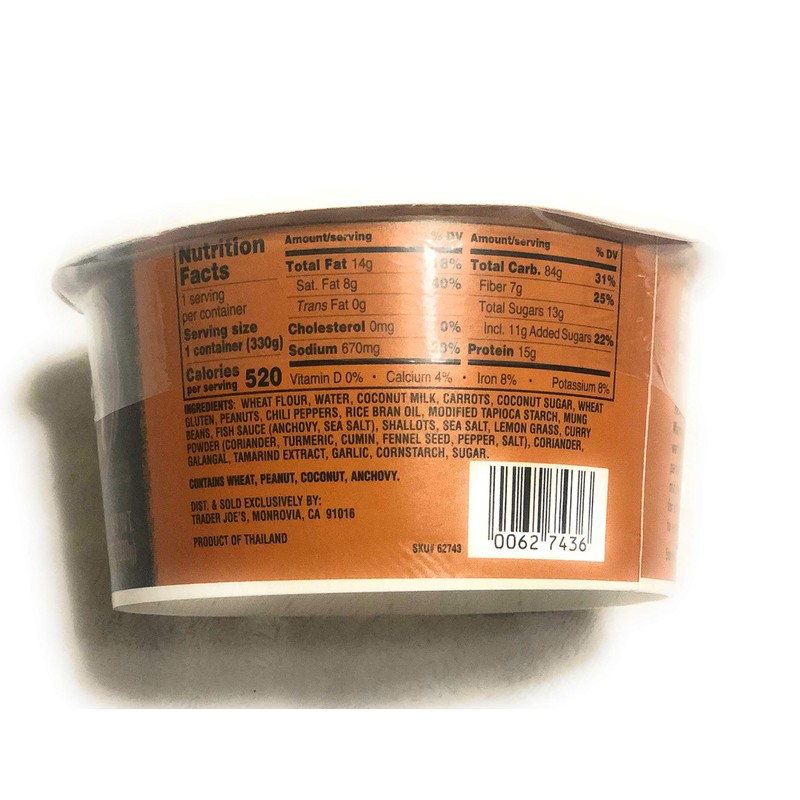 Nutrition
Facts
1 serving
per container
Serving size
1 container (330g)
Calories
per serving 520
Amount/serving % DV
Total Fat 14g 18%
Sat. Fat 8g 40%
Trans Fat 0g
Cholesterol 0mg 0%
Sodium 670mg 20%
Amount/serving % DV
Total Carb. 84g 31%
Fiber 7g 25%
Total Sugars 13g
Incl. 11g Added Sugars 22%
Protein 15g
Vitamin D 0% • Calcium 4% • Iron 8% • Potassium 8%
INGREDIENTS: WHEAT FLOUR, WATER, COCONUT MILK, CARROTS, COCONUT SUGAR, WHEAT
GLUTEN, PEANUTS, CHILI PEPPERS, RICE BRAN OIL, MODIFIED TAPIOCA STARCH, MUNG
BEANS, FISH SAUCE (ANCHOVY, SEA SALT), SHALLOTS, SEA SALT, LEMON GRASS, CURRY
POWDER (CORIANDER, TURMERIC, CUMIN, FENNEL SEED, PEPPER, SALT), CORIANDER,
GALANGAL, TAMARIND EXTRACT, GARLIC, CORNSTARCH, SUGAR.
CONTAINS WHEAT, PEANUT, COCONUT, ANCHOVY.
DIST. & SOLD EXCLUSIVELY BY:
TRADER JOE'S, MONROVIA, CA 91016
PRODUCT OF THAILAND
SKU# 62743
0062 7436